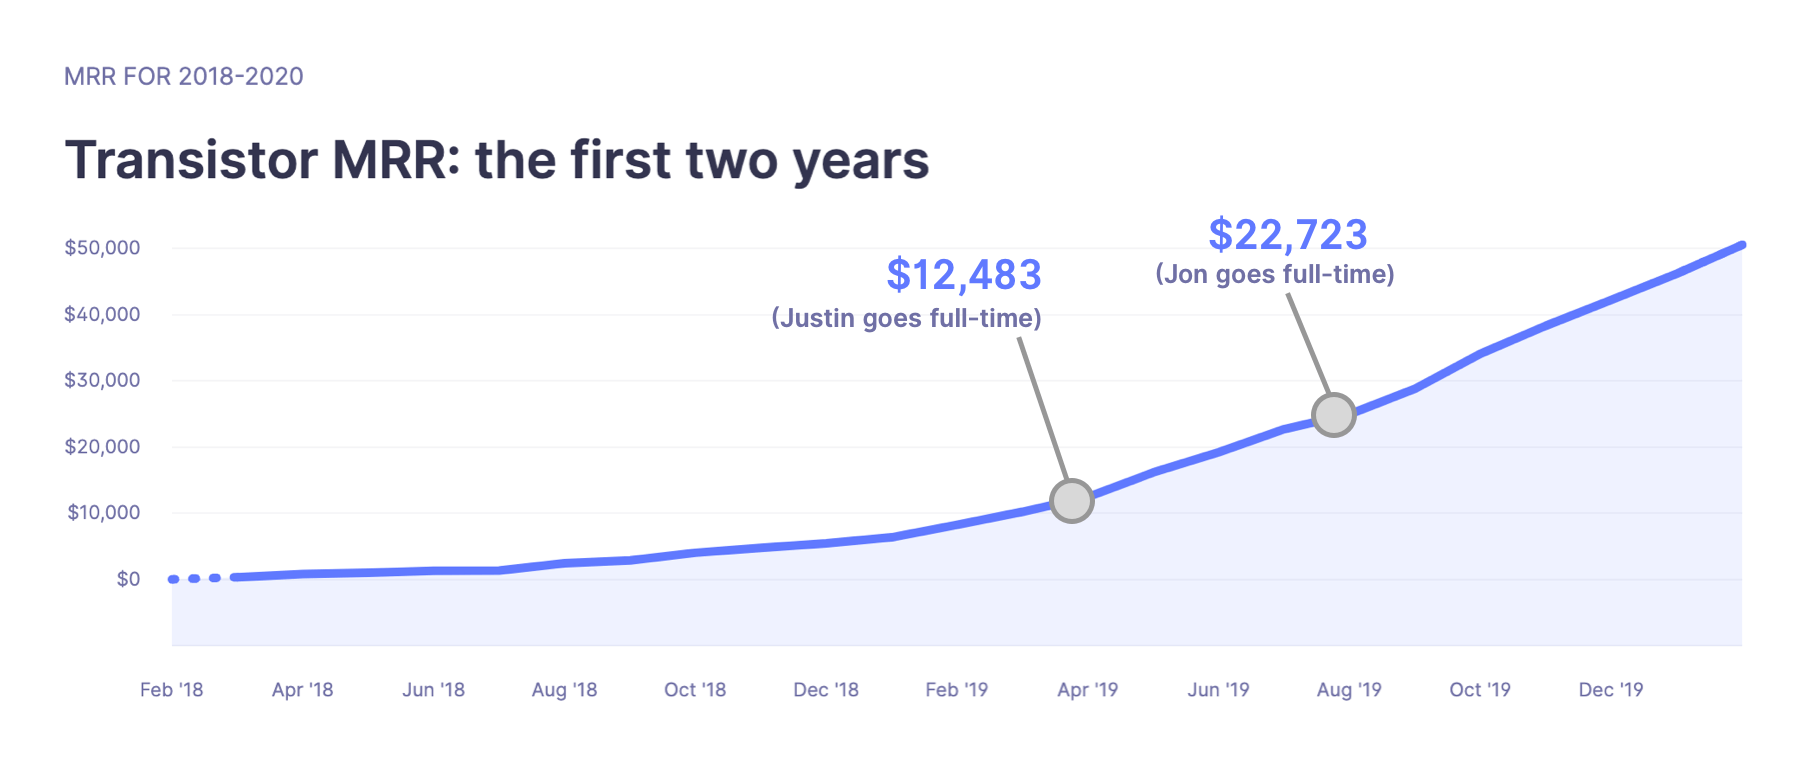 MRR FOR 2018-2020
Transistor MRR: the first two years
$22,723
(Jon goes full-time)
$12,483
(Justin goes full-time)
$50,000
$40,000
$30,000
$20,000
$10,000
$0
Feb '18
Apr '18
Jun '18
Aug '18
Oct '18
Dec '18
Feb '19
Apr '19
Jun '19
Aug '19
Oct '19
Dec '19